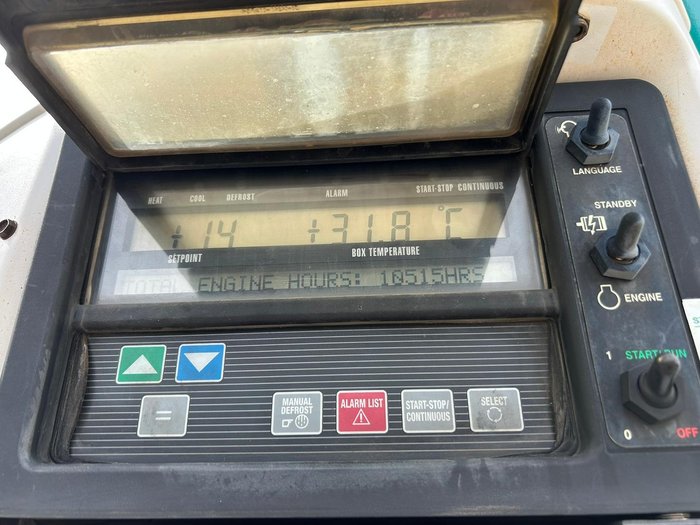 HEAT COOL DEFROST ALARM START-STOP CONTINUOUS
+14 +31.8 °C
SETPOINT BOX TEMPERATURE
TOTAL ENGINE HOURS: 10515HRS
=
MANUAL DEFROST
ALARM LIST
START-STOP/ CONTINUOUS
SELECT
LANGUAGE
STANDBY
ENGINE
1 START/RUN
0 OFF